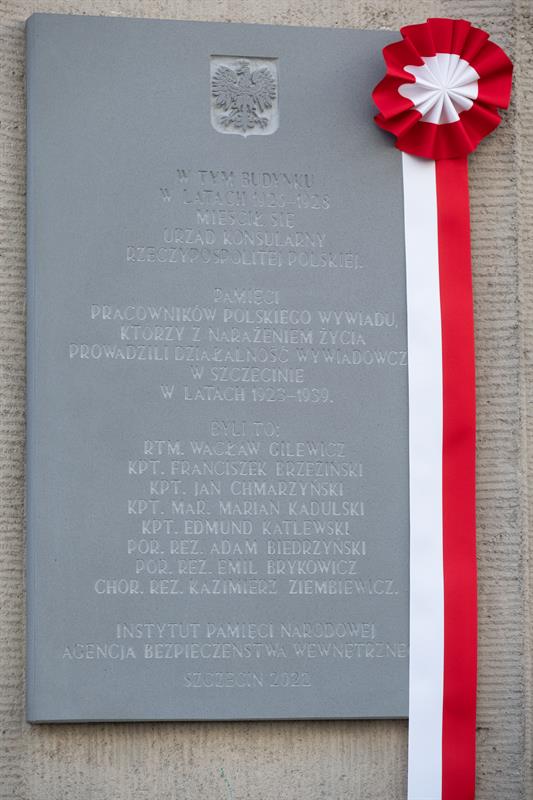 W TYM BUDYNKU
W LATACH 1925-1928
MIEŚCIŁ SIĘ
URZĄD KONSULARNY
RZECZYPOSPOLITEJ POLSKIEJ.
PAMIĘCI
PRACOWNIKÓW POLSKIEGO WYWIADU,
KTÓRZY Z NARAŻENIEM ŻYCIA
PROWADZILI DZIAŁALNOŚĆ WYWIADOWCZ
W SZCZECINIE
W LATACH 1923-1939.
BYLI TO:
RTM. WACŁAW GILEWICZ
KPT. FRANCISZEK BRZEZIŃSKI
KPT. JAN CHMARZYŃSKI
KPT. MAR. MARIAN KADULSKI
KPT. EDMUND KATLEWSKI
POR. REZ. ADAM BIEDRZYŃSKI
POR. REZ. EMIL BRYKOWICZ
CHOR. REZ. KAZIMIERZ ZIEMBIEWICZ.
INSTYTUT PAMIĘCI NARODOWEJ
AGENCJA BEZPIECZEŃSTWA WEWNĘTRZNEG
SZCZECIN 2022